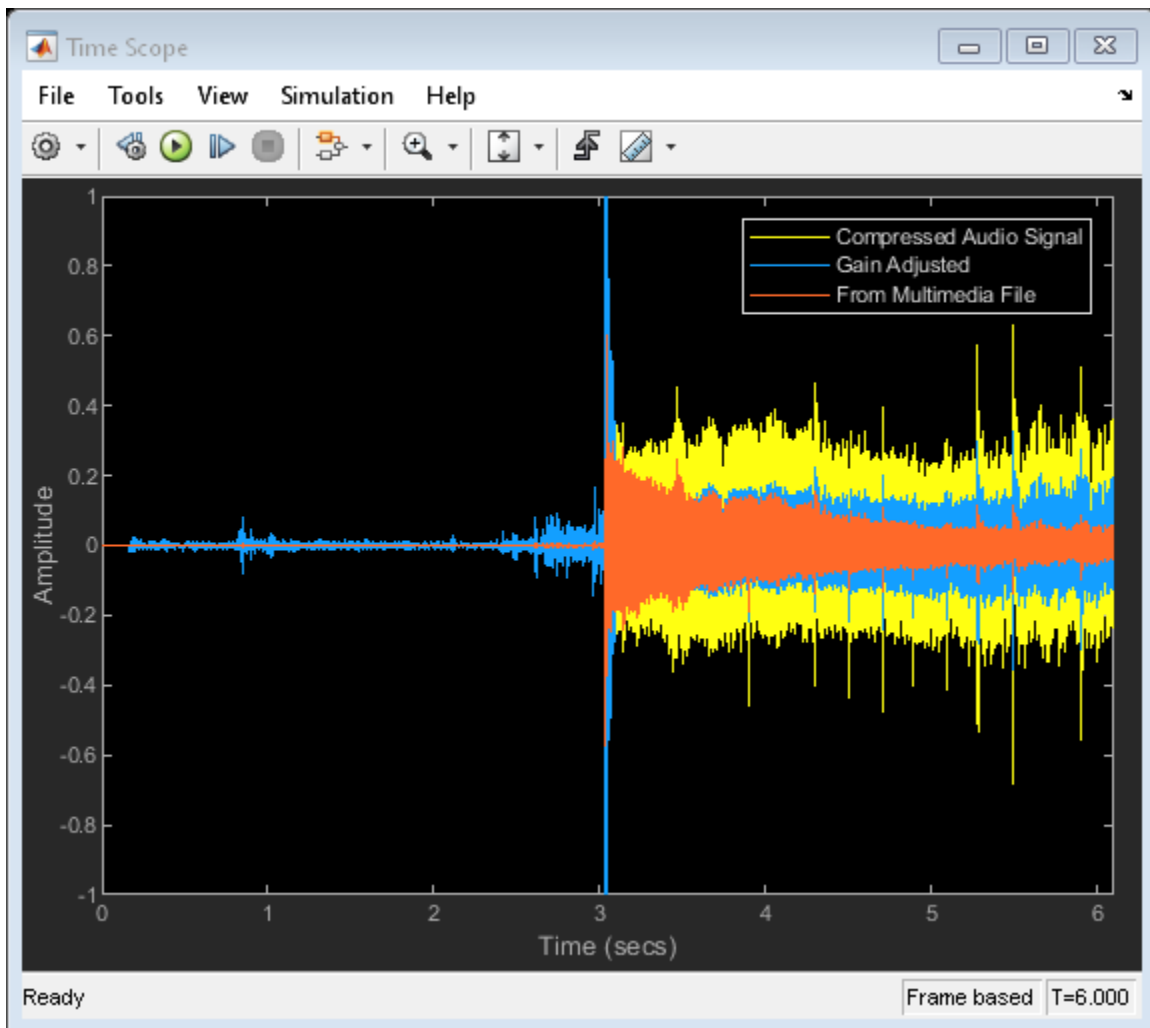 Time Scope
File Tools View Simulation Help
Compressed Audio Signal
Gain Adjusted
From Multimedia File
1
0.8
0.6
0.4
0.2
0
-0.2
-0.4
-0.6
-0.8
-1
Amplitude
0 1 2 3 4 5 6
Time (secs)
Ready Frame based T=6.000